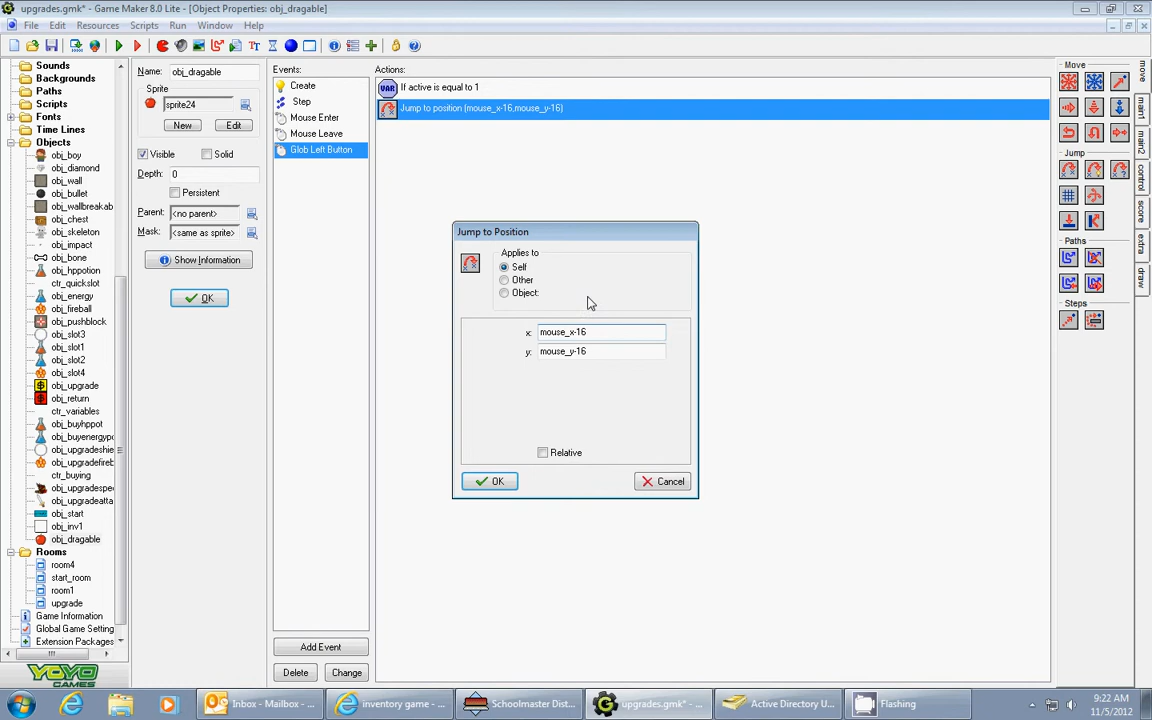 upgrades.gmk* - Game Maker 8.0 Lite - [Object Properties: obj_dragable]
File Edit Resources Scripts Run Window Help
Sounds
Backgrounds
Paths
Scripts
Fonts
Time Lines
Objects
obj_boy
obj_diamond
obj_wall
obj_bullet
obj_wallbreakab
obj_chest
obj_skeleton
obj_impact
obj_bone
obj_hppotion
ctr_quickslot
obj_energy
obj_fireball
obj_pushblock
obj_slot3
obj_slot1
obj_slot2
obj_slot4
obj_upgrade
obj_return
ctr_variables
obj_buyhppot
obj_buyenergypo
obj_upgradeshie
obj_upgradefireb
ctr_buying
obj_upgradespee
obj_upgradeatta
obj_start
obj_inv1
obj_dragable
Rooms
room4
start_room
room1
upgrade
Game Information
Global Game Setting
Extension Packages
YOYO
GAMES
Name: obj_dragable
Sprite
sprite24
New Edit
Visible Solid
Depth: 0
Persistent
Parent: <no parent>
Mask: <same as sprite>
Show Information
OK
Events:
Create
Step
Mouse Enter
Mouse Leave
Glob Left Button
Add Event
Delete Change
Actions:
VAR If active is equal to 1
Jump to position (mouse_x-16,mouse_y-16)
Jump to Position
Applies to
Self
Other
Object:
x: mouse_x-16
y: mouse_y-16
Relative
OK Cancel
Move
Jump
Paths
Steps
move
main1
main2
control
score
extra
draw
Inbox - Mailbox - ...
inventory game - ...
Schoolmaster Dist...
upgrades.gmk* - ...
Active Directory U...
Flashing
9:22 AM
11/5/2012